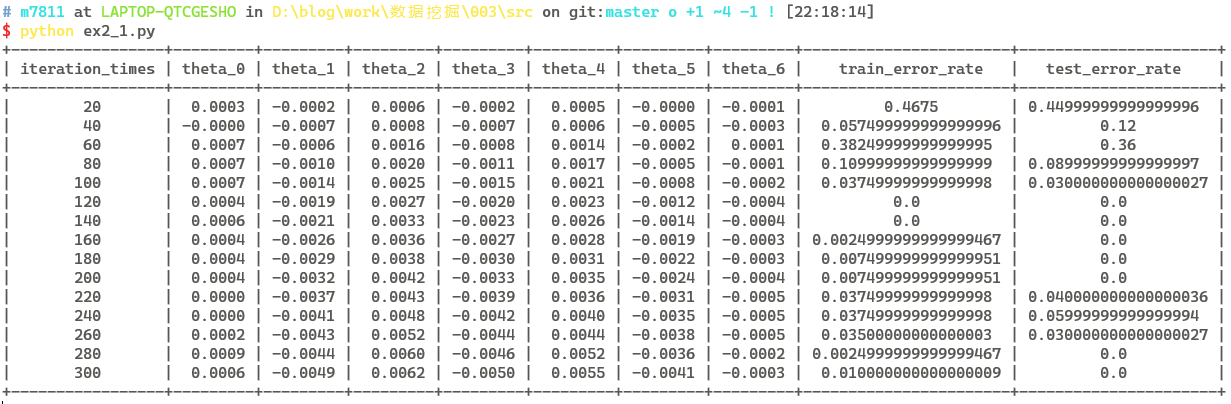 # m7811 at LAPTOP-QTCGESHO in D:\blog\work\数据挖掘\003\src on git:master o +1 ~4 -1 ! [22:18:14]
$ python ex2_1.py
+-----------------+---------+---------+---------+---------+---------+---------+---------+-----------------------+----------------------+
| iteration_times | theta_0 | theta_1 | theta_2 | theta_3 | theta_4 | theta_5 | theta_6 |    train_error_rate   |   test_error_rate    |
+-----------------+---------+---------+---------+---------+---------+---------+---------+-----------------------+----------------------+
|        20       |  0.0003 | -0.0002 |  0.0006 | -0.0002 |  0.0005 | -0.0000 | -0.0001 |         0.4675        | 0.44999999999999996  |
|        40       | -0.0000 | -0.0007 |  0.0008 | -0.0007 |  0.0006 | -0.0005 | -0.0003 |  0.057499999999999996 |         0.12         |
|        60       |  0.0007 | -0.0006 |  0.0016 | -0.0008 |  0.0014 | -0.0002 |  0.0001 |  0.38249999999999995  |         0.36         |
|        80       |  0.0007 | -0.0010 |  0.0020 | -0.0011 |  0.0017 | -0.0005 | -0.0001 |  0.10999999999999999  | 0.08999999999999997  |
|       100       |  0.0007 | -0.0014 |  0.0025 | -0.0015 |  0.0021 | -0.0008 | -0.0002 |  0.03749999999999998  | 0.030000000000000027 |
|       120       |  0.0004 | -0.0019 |  0.0027 | -0.0020 |  0.0023 | -0.0012 | -0.0004 |          0.0          |         0.0          |
|       140       |  0.0006 | -0.0021 |  0.0033 | -0.0023 |  0.0026 | -0.0014 | -0.0004 |          0.0          |         0.0          |
|       160       |  0.0004 | -0.0026 |  0.0036 | -0.0027 |  0.0028 | -0.0019 | -0.0003 | 0.0024999999999999467 |         0.0          |
|       180       |  0.0004 | -0.0029 |  0.0038 | -0.0030 |  0.0031 | -0.0022 | -0.0003 | 0.0074999999999999951 |         0.0          |
|       200       |  0.0004 | -0.0032 |  0.0042 | -0.0033 |  0.0035 | -0.0024 | -0.0004 | 0.0074999999999999951 |         0.0          |
|       220       |  0.0000 | -0.0037 |  0.0043 | -0.0039 |  0.0036 | -0.0031 | -0.0005 |  0.03749999999999998  | 0.040000000000000036 |
|       240       |  0.0000 | -0.0041 |  0.0048 | -0.0042 |  0.0040 | -0.0035 | -0.0005 |  0.03749999999999998  | 0.05999999999999994  |
|       260       |  0.0002 | -0.0043 |  0.0052 | -0.0044 |  0.0044 | -0.0038 | -0.0005 |  0.03500000000000003  | 0.030000000000000027 |
|       280       |  0.0009 | -0.0044 |  0.0060 | -0.0046 |  0.0052 | -0.0036 | -0.0002 | 0.0024999999999999467 |         0.0          |
|       300       |  0.0006 | -0.0049 |  0.0062 | -0.0050 |  0.0055 | -0.0041 | -0.0003 |  0.010000000000000009 |         0.0          |
+-----------------+---------+---------+---------+---------+---------+---------+---------+-----------------------+----------------------+